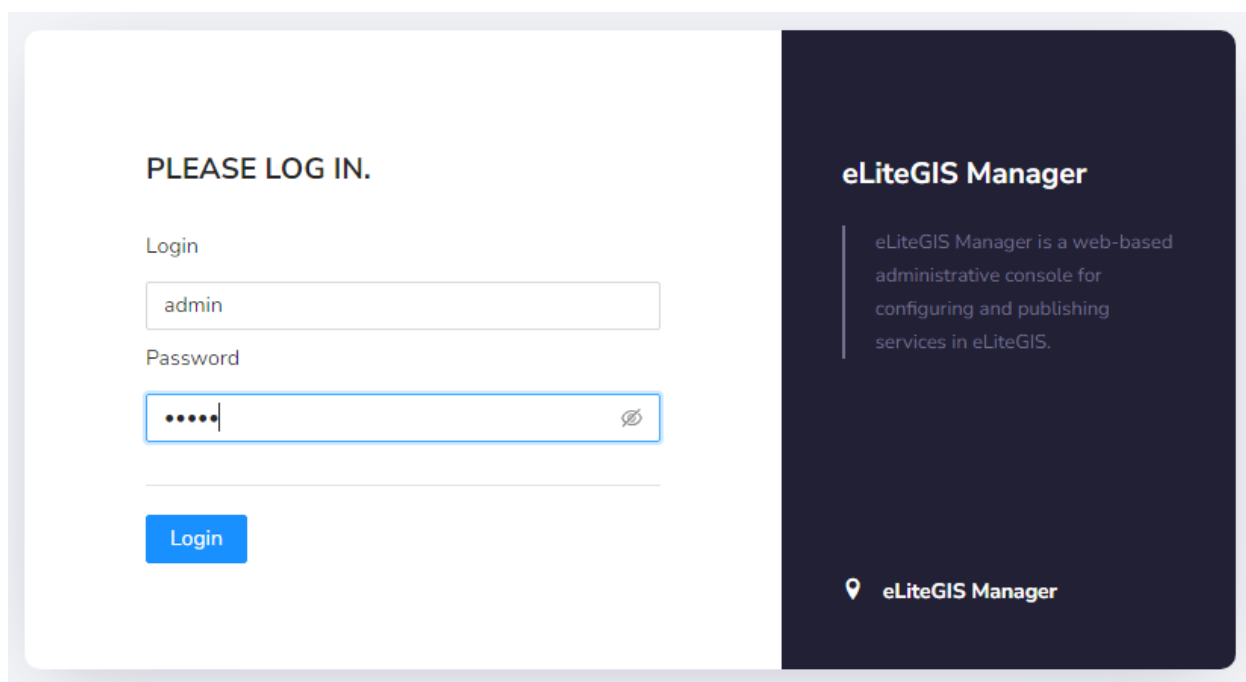 PLEASE LOG IN.
Login
admin
Password
•••••
Login
eLiteGIS Manager
eLiteGIS Manager is a web-based
administrative console for
configuring and publishing
services in eLiteGIS.
eLiteGIS Manager